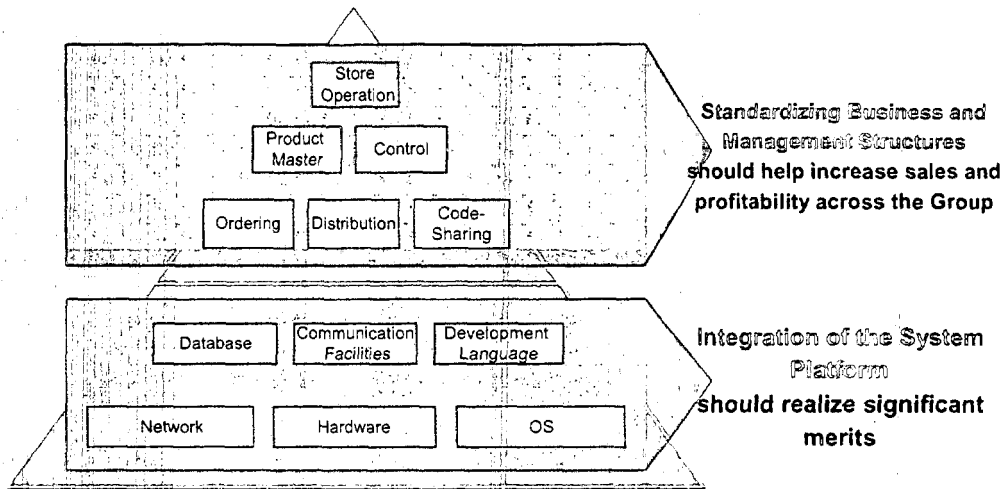 Store
Operation
Product
Master
Control
Ordering
Distribution
Code-
Sharing
Standardizing Business and
Management Structures
should help increase sales and
profitability across the Group
Database
Communication
Facilities
Development
Language
Network
Hardware
OS
Integration of the System
Platform
should realize significant
merits